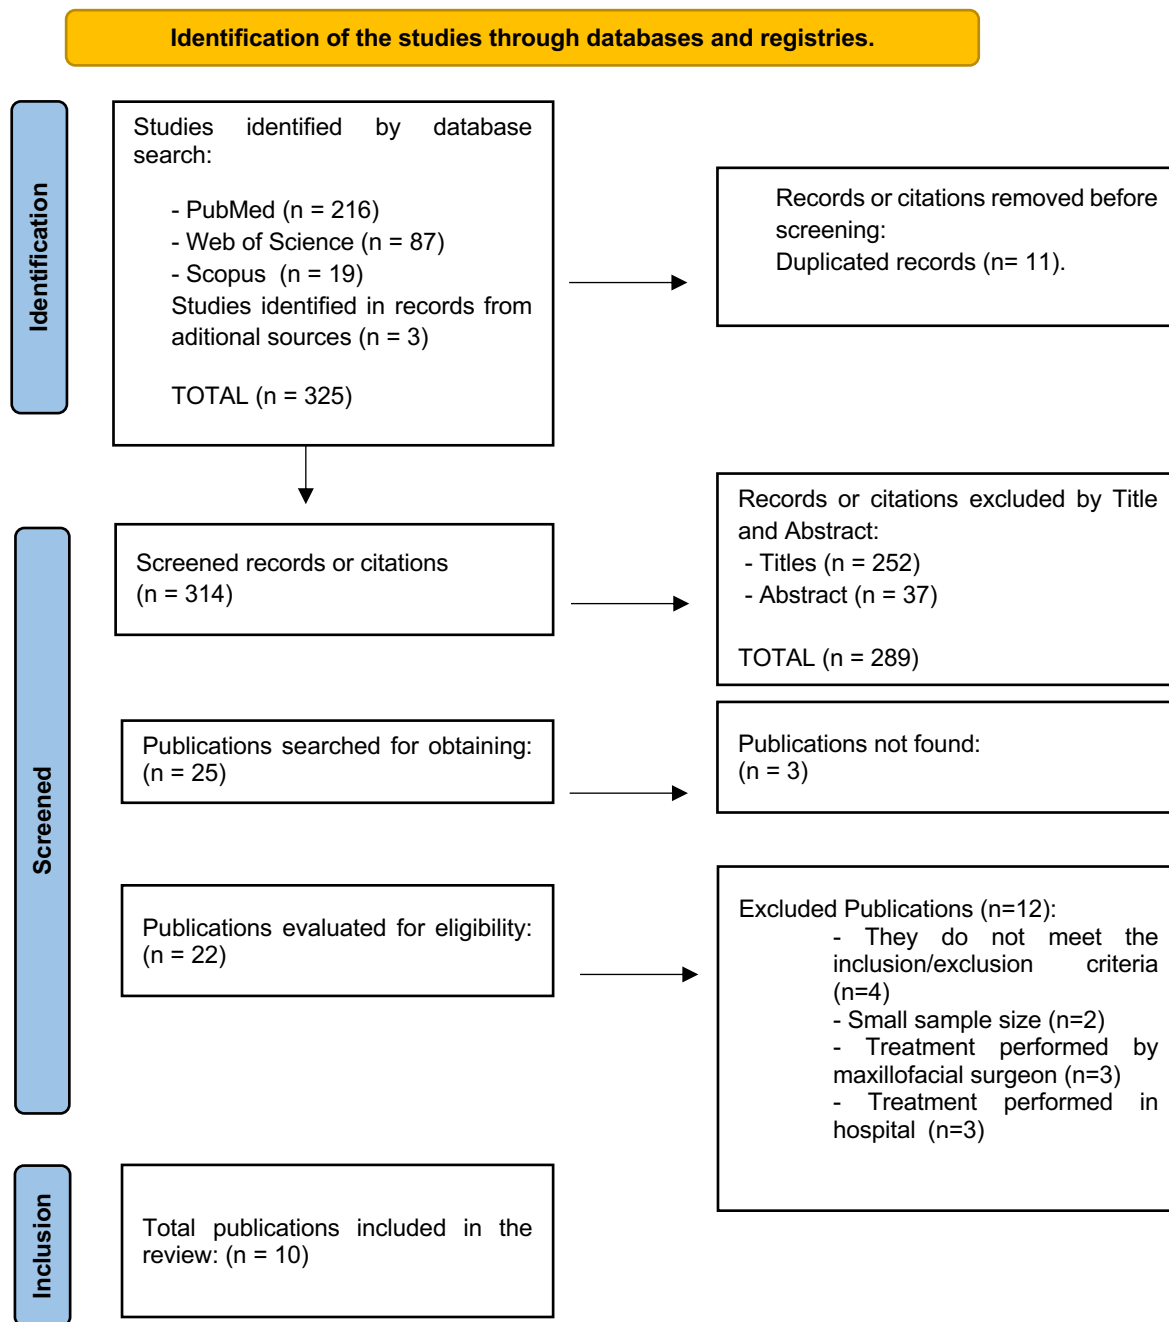 Identification of the studies through databases and registries.
Identification
Studies identified by database
search:
- PubMed (n = 216)
- Web of Science (n = 87)
- Scopus (n = 19)
Studies identified in records from
aditional sources (n = 3)
TOTAL (n = 325)
Records or citations removed before
screening:
Duplicated records (n= 11).
Screened
Screened records or citations
(n = 314)
Records or citations excluded by Title
and Abstract:
- Titles (n = 252)
- Abstract (n = 37)
TOTAL (n = 289)
Publications searched for obtaining:
(n = 25)
Publications not found:
(n = 3)
Publications evaluated for eligibility:
(n = 22)
Excluded Publications (n=12):
- They do not meet the
inclusion/exclusion criteria
(n=4)
- Small sample size (n=2)
- Treatment performed by
maxillofacial surgeon (n=3)
- Treatment performed in
hospital (n=3)
Inclusion
Total publications included in the
review: (n = 10)